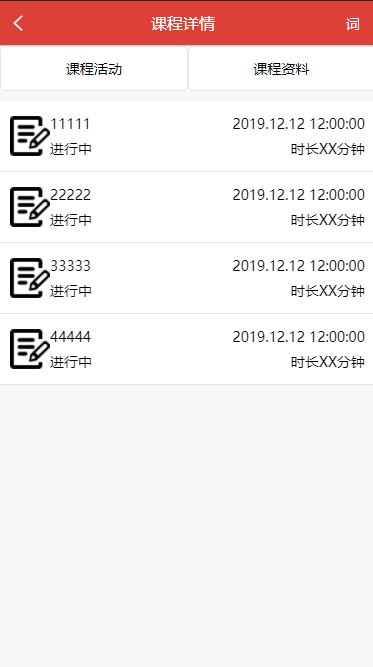 课程详情 词
课程活动 课程资料
11111 2019.12.12 12:00:00
进行中 时长XX分钟
22222 2019.12.12 12:00:00
进行中 时长XX分钟
33333 2019.12.12 12:00:00
进行中 时长XX分钟
44444 2019.12.12 12:00:00
进行中 时长XX分钟